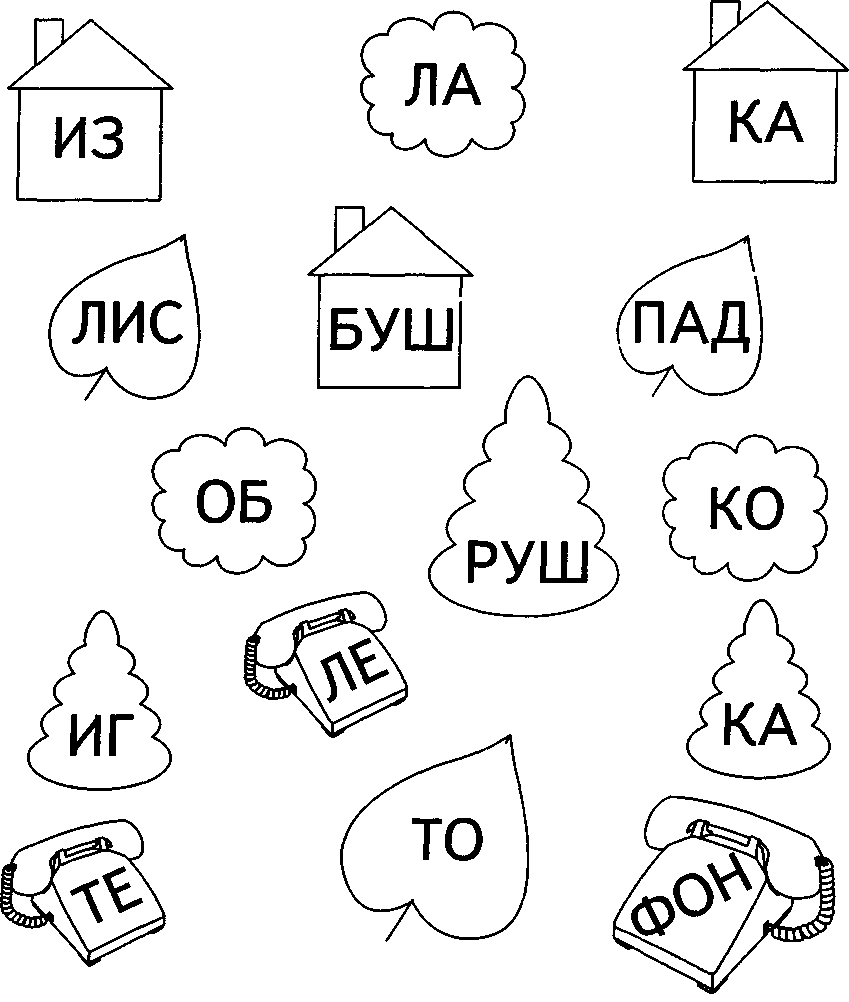 ИЗ
ЛА
КА
ЛИС
БУШ
ПАД
ОБ
РУШ
КО
ЛЕ
ИГ
КА
ТО
ТЕ
ФОН